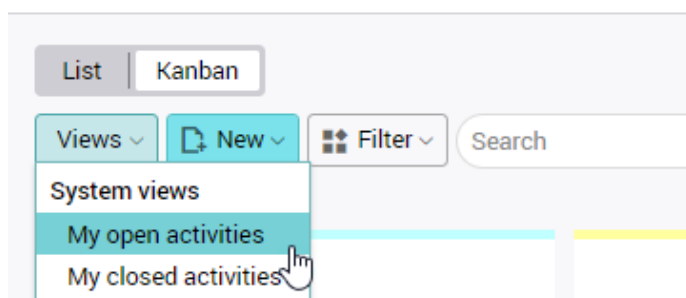 List Kanban
Views New Filter Search
System views
My open activities
My closed activities